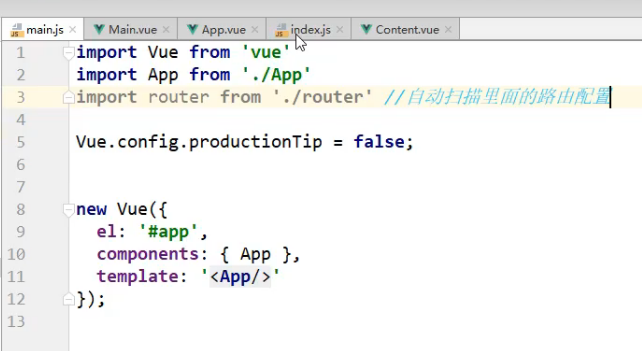 main.js Main.vue App.vue index.js Content.vue
1 import Vue from 'vue'
2 import App from './App'
3 import router from './router' //自动扫描里面的路由配置
4
5 Vue.config.productionTip = false;
6
7
8 new Vue({
9 el: '#app',
10 components: { App },
11 template: '<App/>'
12 });
13